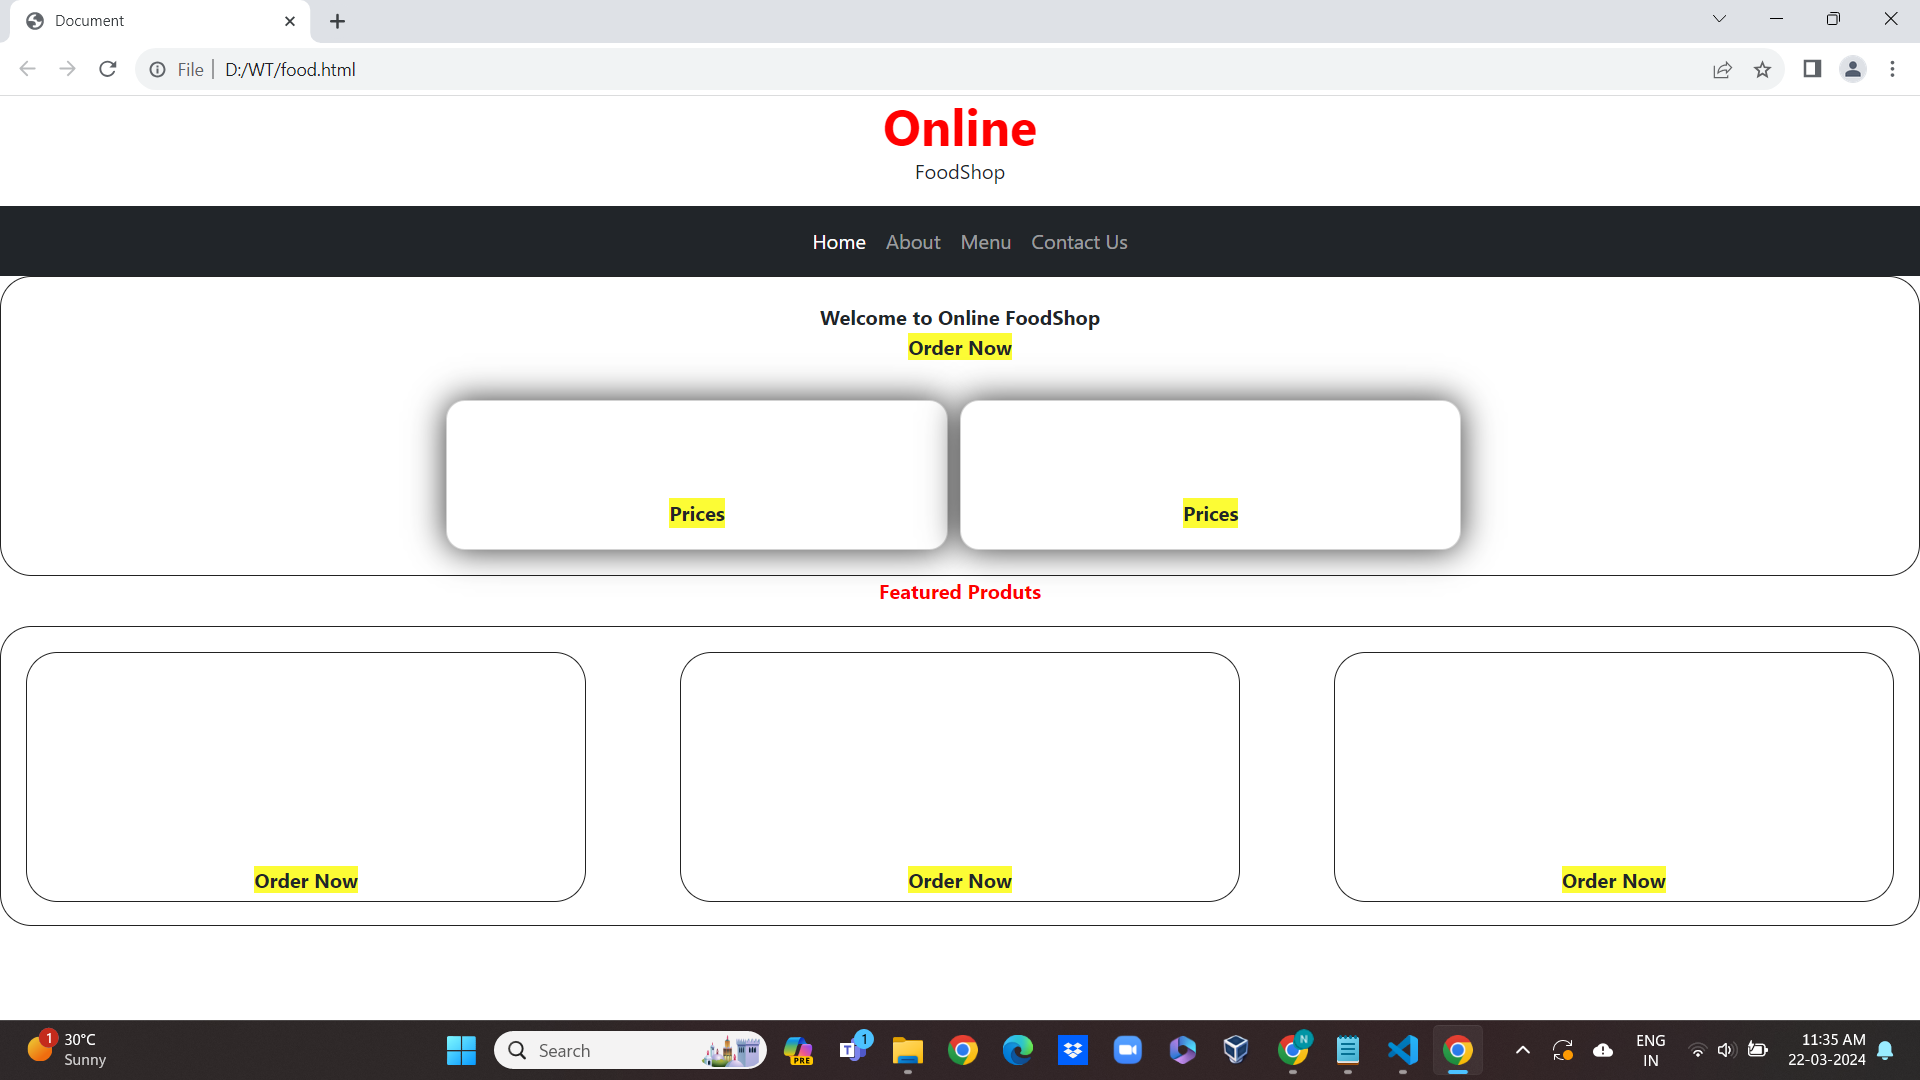 Document
File
D:/WT/food.html
Online
FoodShop
Home About Menu Contact Us
Welcome to Online FoodShop
Order Now
Prices Prices
Featured Produts
Order Now Order Now Order Now
1
30°C
Sunny
Search
PRE
T 1
N
ENG
IN
11:35 AM
22-03-2024